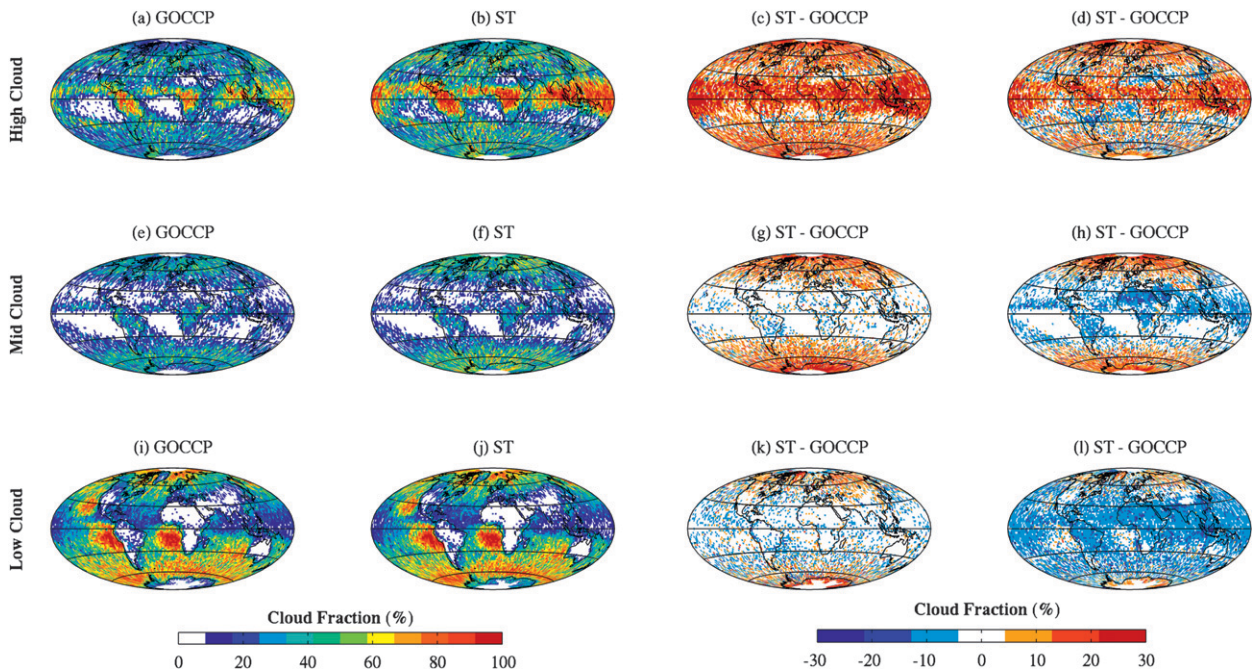 (a) GOCCP (b) ST (c) ST - GOCCP (d) ST - GOCCP
High Cloud
(e) GOCCP (f) ST (g) ST - GOCCP (h) ST - GOCCP
Mid Cloud
(i) GOCCP (j) ST (k) ST - GOCCP (l) ST - GOCCP
Low Cloud
Cloud Fraction (%)
0 20 40 60 80 100
Cloud Fraction (%)
-30 -20 -10 0 10 20 30